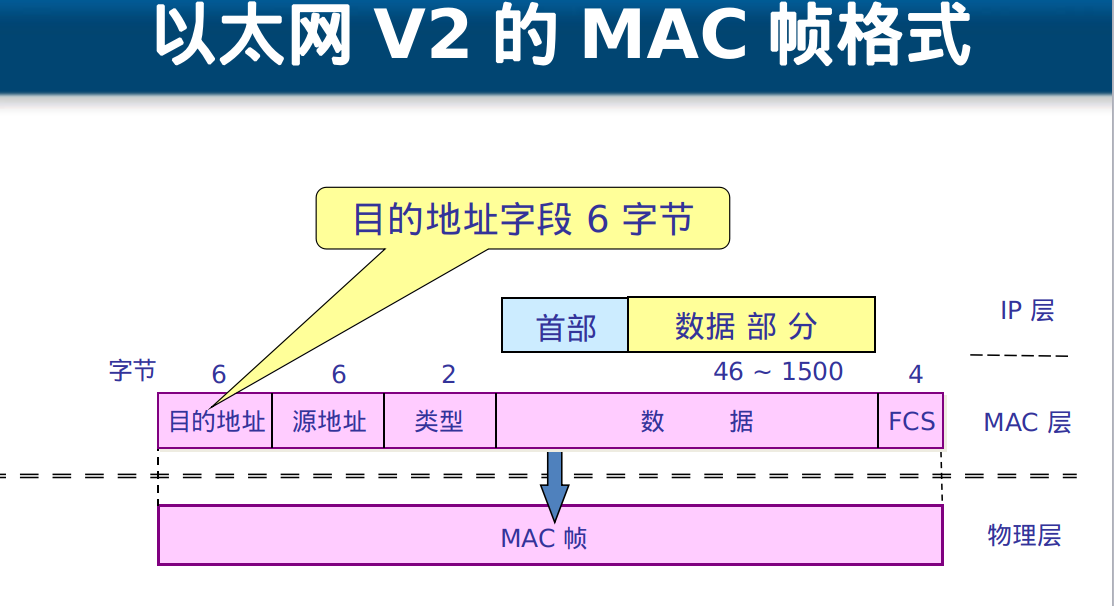 以太网 V2 的 MAC 帧格式
目的地址字段 6 字节
IP 层
首部 数据 部 分
字节 6 6 2 46 ~ 1500 4
目的地址 源地址 类型 数 据 FCS MAC 层
MAC 帧 物理层